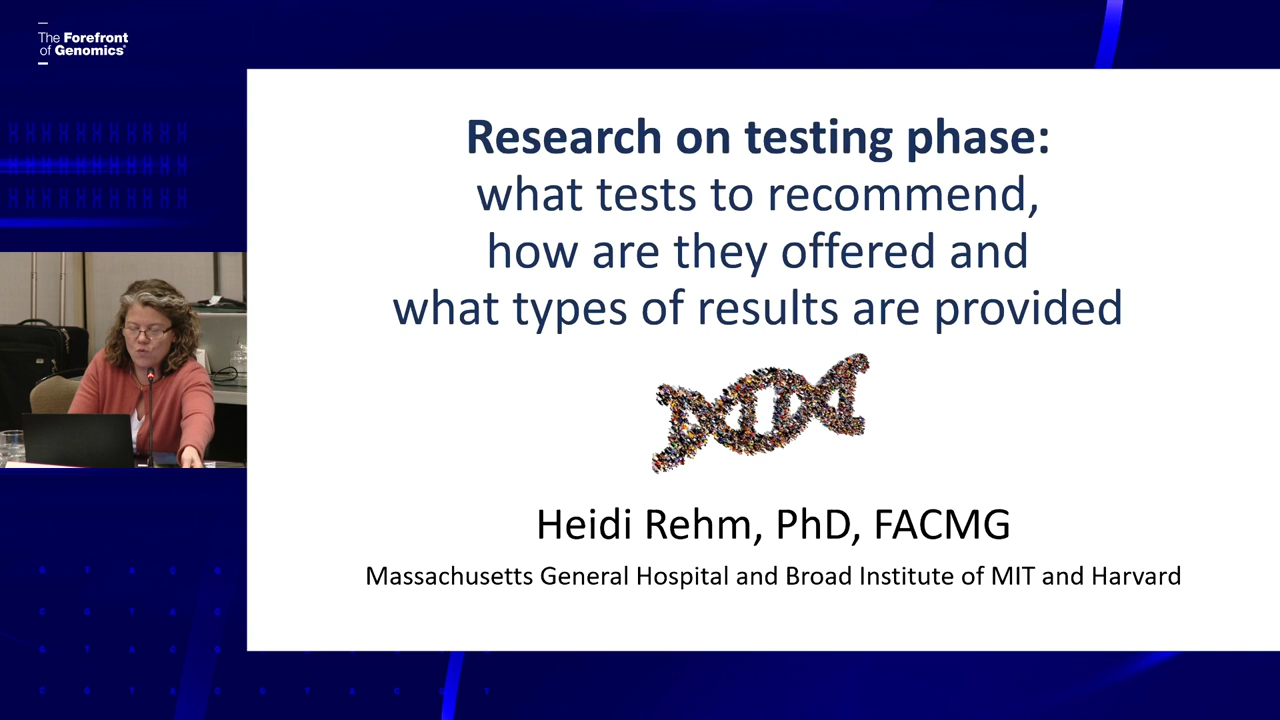 The Forefront
of Genomics®
Research on testing phase:
what tests to recommend,
how are they offered and
what types of results are provided
Heidi Rehm, PhD, FACMG
Massachusetts General Hospital and Broad Institute of MIT and Harvard